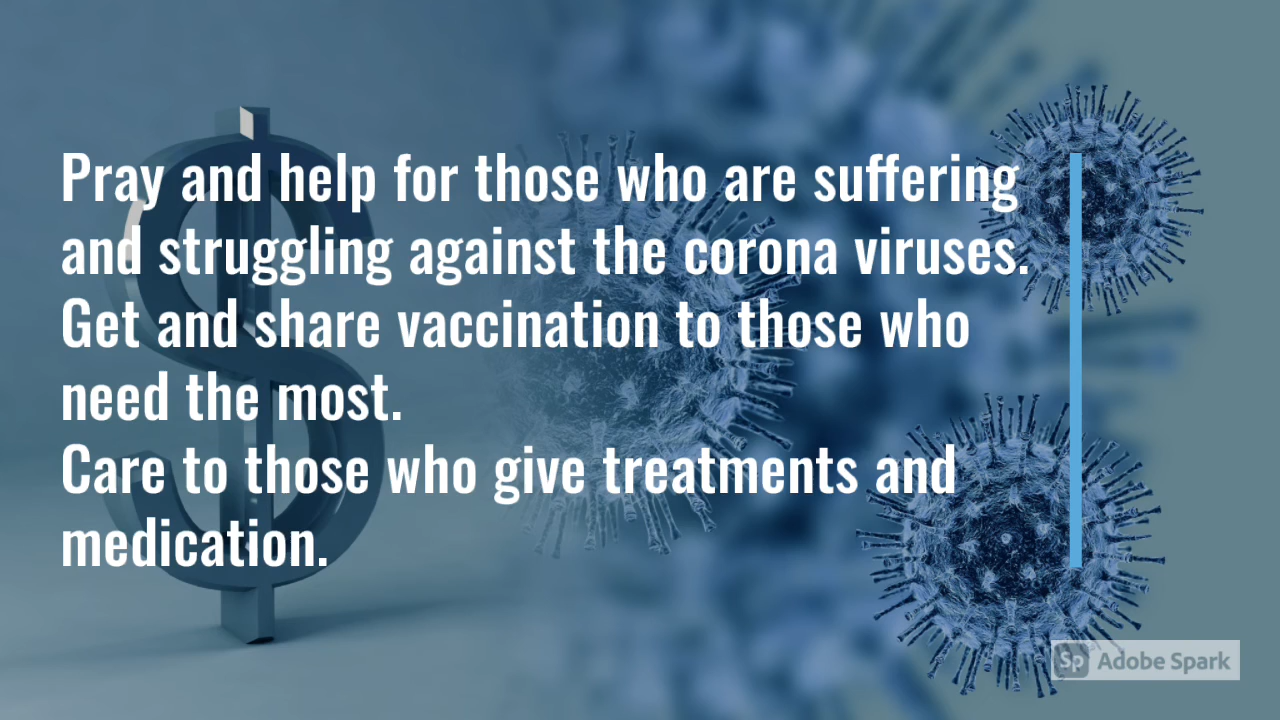 Pray and help for those who are suffering
and struggling against the corona viruses.
Get and share vaccination to those who
need the most.
Care to those who give treatments and
medication.
Sp Adobe Spark